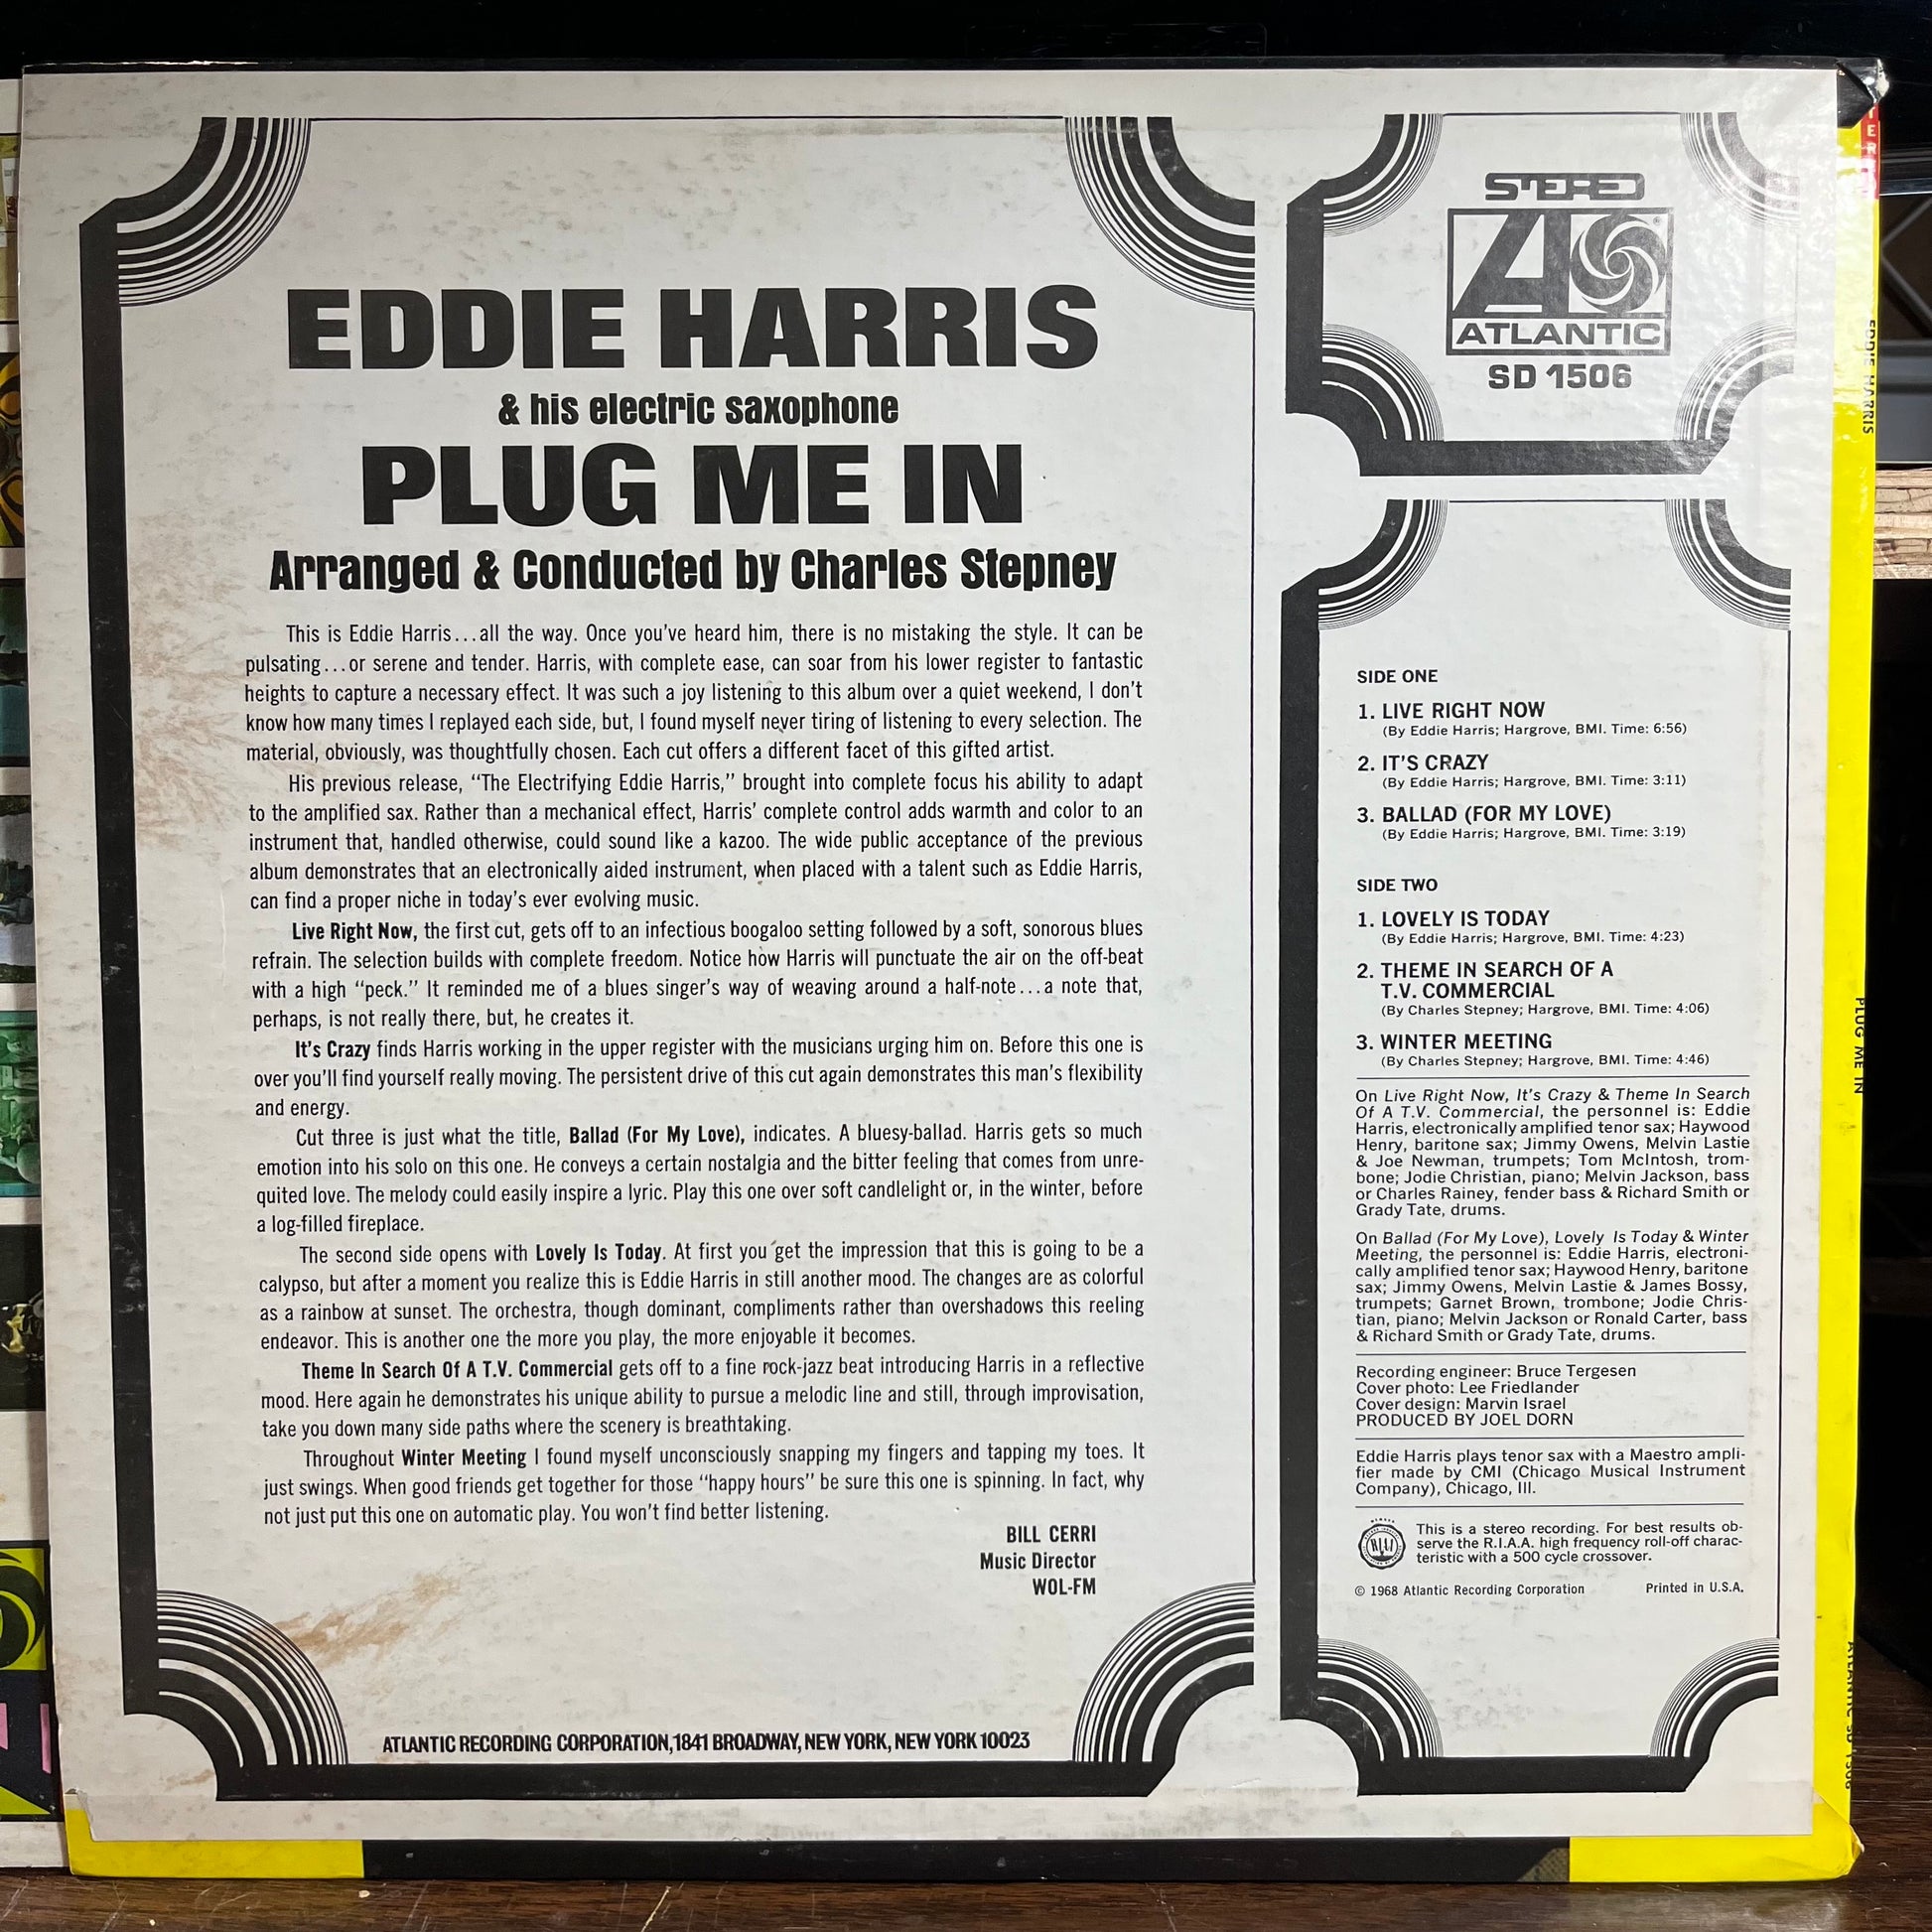 EDDIE HARRIS
& his electric saxophone
PLUG ME IN
Arranged & Conducted by Charles Stepney
This is Eddie Harris...all the way. Once you've heard him, there is no mistaking the style. It can be
pulsating...or serene and tender. Harris, with complete ease, can soar from his lower register to fantastic
heights to capture a necessary effect. It was such a joy listening to this album over a quiet weekend, I don't
know how many times I replayed each side, but, I found myself never tiring of listening to every selection. The
material, obviously, was thoughtfully chosen. Each cut offers a different facet of this gifted artist.
His previous release, "The Electrifying Eddie Harris," brought into complete focus his ability to adapt
to the amplified sax. Rather than a mechanical effect, Harris' complete control adds warmth and color to an
instrument that, handled otherwise, could sound like a kazoo. The wide public acceptance of the previous
album demonstrates that an electronically aided instrument, when placed with a talent such as Eddie Harris,
can find a proper niche in today's ever evolving music.
Live Right Now, the first cut, gets off to an infectious boogaloo setting followed by a soft, sonorous blues
refrain. The selection builds with complete freedom. Notice how Harris will punctuate the air on the off-beat
with a high "peck." It reminded me of a blues singer's way of weaving around a half-note...a note that,
perhaps, is not really there, but, he creates it.
It's Crazy finds Harris working in the upper register with the musicians urging him on. Before this one is
over you'll find yourself really moving. The persistent drive of this cut again demonstrates this man's flexibility
and energy.
Cut three is just what the title, Ballad (For My Love), indicates. A bluesy-ballad. Harris gets so much
emotion into his solo on this one. He conveys a certain nostalgia and the bitter feeling that comes from unre-
quited love. The melody could easily inspire a lyric. Play this one over soft candlelight or, in the winter, before
a log-filled fireplace.
The second side opens with Lovely Is Today. At first you get the impression that this is going to be a
calypso, but after a moment you realize this is Eddie Harris in still another mood. The changes are as colorful
as a rainbow at sunset. The orchestra, though dominant, compliments rather than overshadows this reeling
endeavor. This is another one the more you play, the more enjoyable it becomes.
Theme In Search Of A T.V. Commercial gets off to a fine rock-jazz beat introducing Harris in a reflective
mood. Here again he demonstrates his unique ability to pursue a melodic line and still, through improvisation,
take you down many side paths where the scenery is breathtaking.
Throughout Winter Meeting I found myself unconsciously snapping my fingers and tapping my toes. It
just swings. When good friends get together for those "happy hours" be sure this one is spinning. In fact, why
not just put this one on automatic play. You won't find better listening.
BILL CERRI
Music Director
WOL-FM
ATLANTIC RECORDING CORPORATION, 1841 BROADWAY, NEW YORK, NEW YORK 10023
STEREO
ATLANTIC
SD 1506
SIDE ONE
1. LIVE RIGHT NOW
(By Eddie Harris; Hargrove, BMI. Time: 6:56)
2. IT'S CRAZY
(By Eddie Harris; Hargrove, BMI. Time: 3:11)
3. BALLAD (FOR MY LOVE)
(By Eddie Harris; Hargrove, BMI. Time: 3:19)
SIDE TWO
1. LOVELY IS TODAY
(By Eddie Harris; Hargrove, BMI. Time: 4:23)
2. THEME IN SEARCH OF A
T.V. COMMERCIAL
(By Charles Stepney; Hargrove, BMI. Time: 4:06)
3. WINTER MEETING
(By Charles Stepney; Hargrove, BMI. Time: 4:46)
On Live Right Now, It's Crazy & Theme In Search
Of A T.V. Commercial, the personnel is: Eddie
Harris, electronically amplified tenor sax; Haywood
Henry, baritone sax; Jimmy Owens, Melvin Lastie
& Joe Newman, trumpets; Tom McIntosh, trom-
bone; Jodie Christian, piano; Melvin Jackson, bass
or Charles Rainey, fender bass & Richard Smith or
Grady Tate, drums.
On Ballad (For My Love), Lovely Is Today & Winter
Meeting, the personnel is: Eddie Harris, electroni-
cally amplified tenor sax; Haywood Henry, baritone
sax; Jimmy Owens, Melvin Lastie & James Bossy,
trumpets; Garnet Brown, trombone; Jodie Chris-
tian, piano; Melvin Jackson or Ronald Carter, bass
& Richard Smith or Grady Tate, drums.
Recording engineer: Bruce Tergesen
Cover photo: Lee Friedlander
Cover design: Marvin Israel
PRODUCED BY JOEL DORN
Eddie Harris plays tenor sax with a Maestro ampli-
fier made by CMI (Chicago Musical Instrument
Company), Chicago, Ill.
This is a stereo recording. For best results ob-
serve the R.I.A.A. high frequency roll-off charac-
teristic with a 500 cycle crossover.
© 1968 Atlantic Recording Corporation Printed in U.S.A.
EDDIE HARRIS
PLUG ME IN
ATLANTIC SD 1506